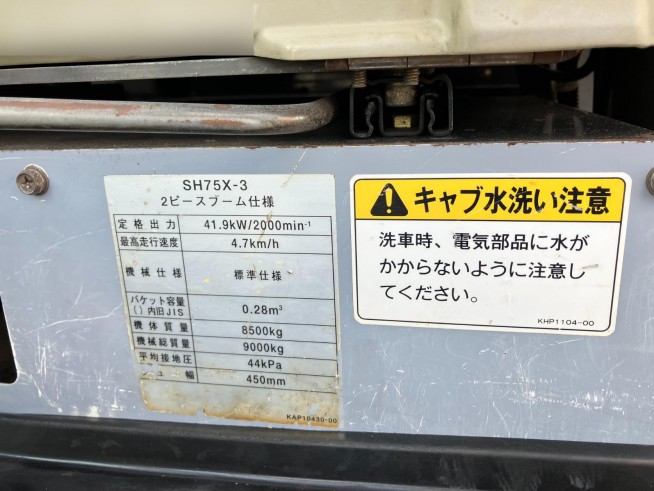 SH75X-3
2ピースブーム仕様
定格出力 41.9kW/2000min-1
最高走行速度 4.7km/h
機械仕様 標準仕様
バケット容量
( )内旧JIS 0.28m³
機体質量 8500kg
機械総質量 9000kg
平均接地圧 44kPa
幅 450mm
KAP10430-00
キャブ水洗い注意
洗車時、電気部品に水が
かからないように注意し
てください。
KHP1104-00